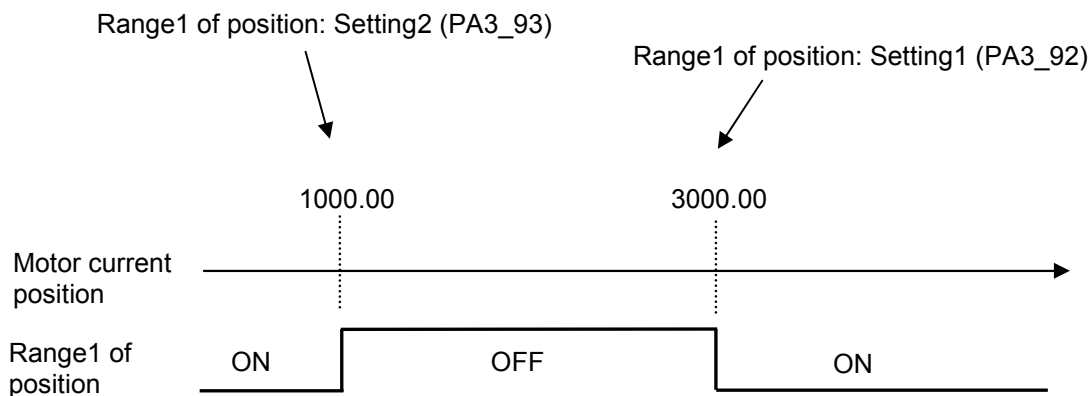 Range1 of position: Setting2 (PA3_93)
Range1 of position: Setting1 (PA3_92)
1000.00
3000.00
Motor current
position
Range1 of
position
ON
OFF
ON